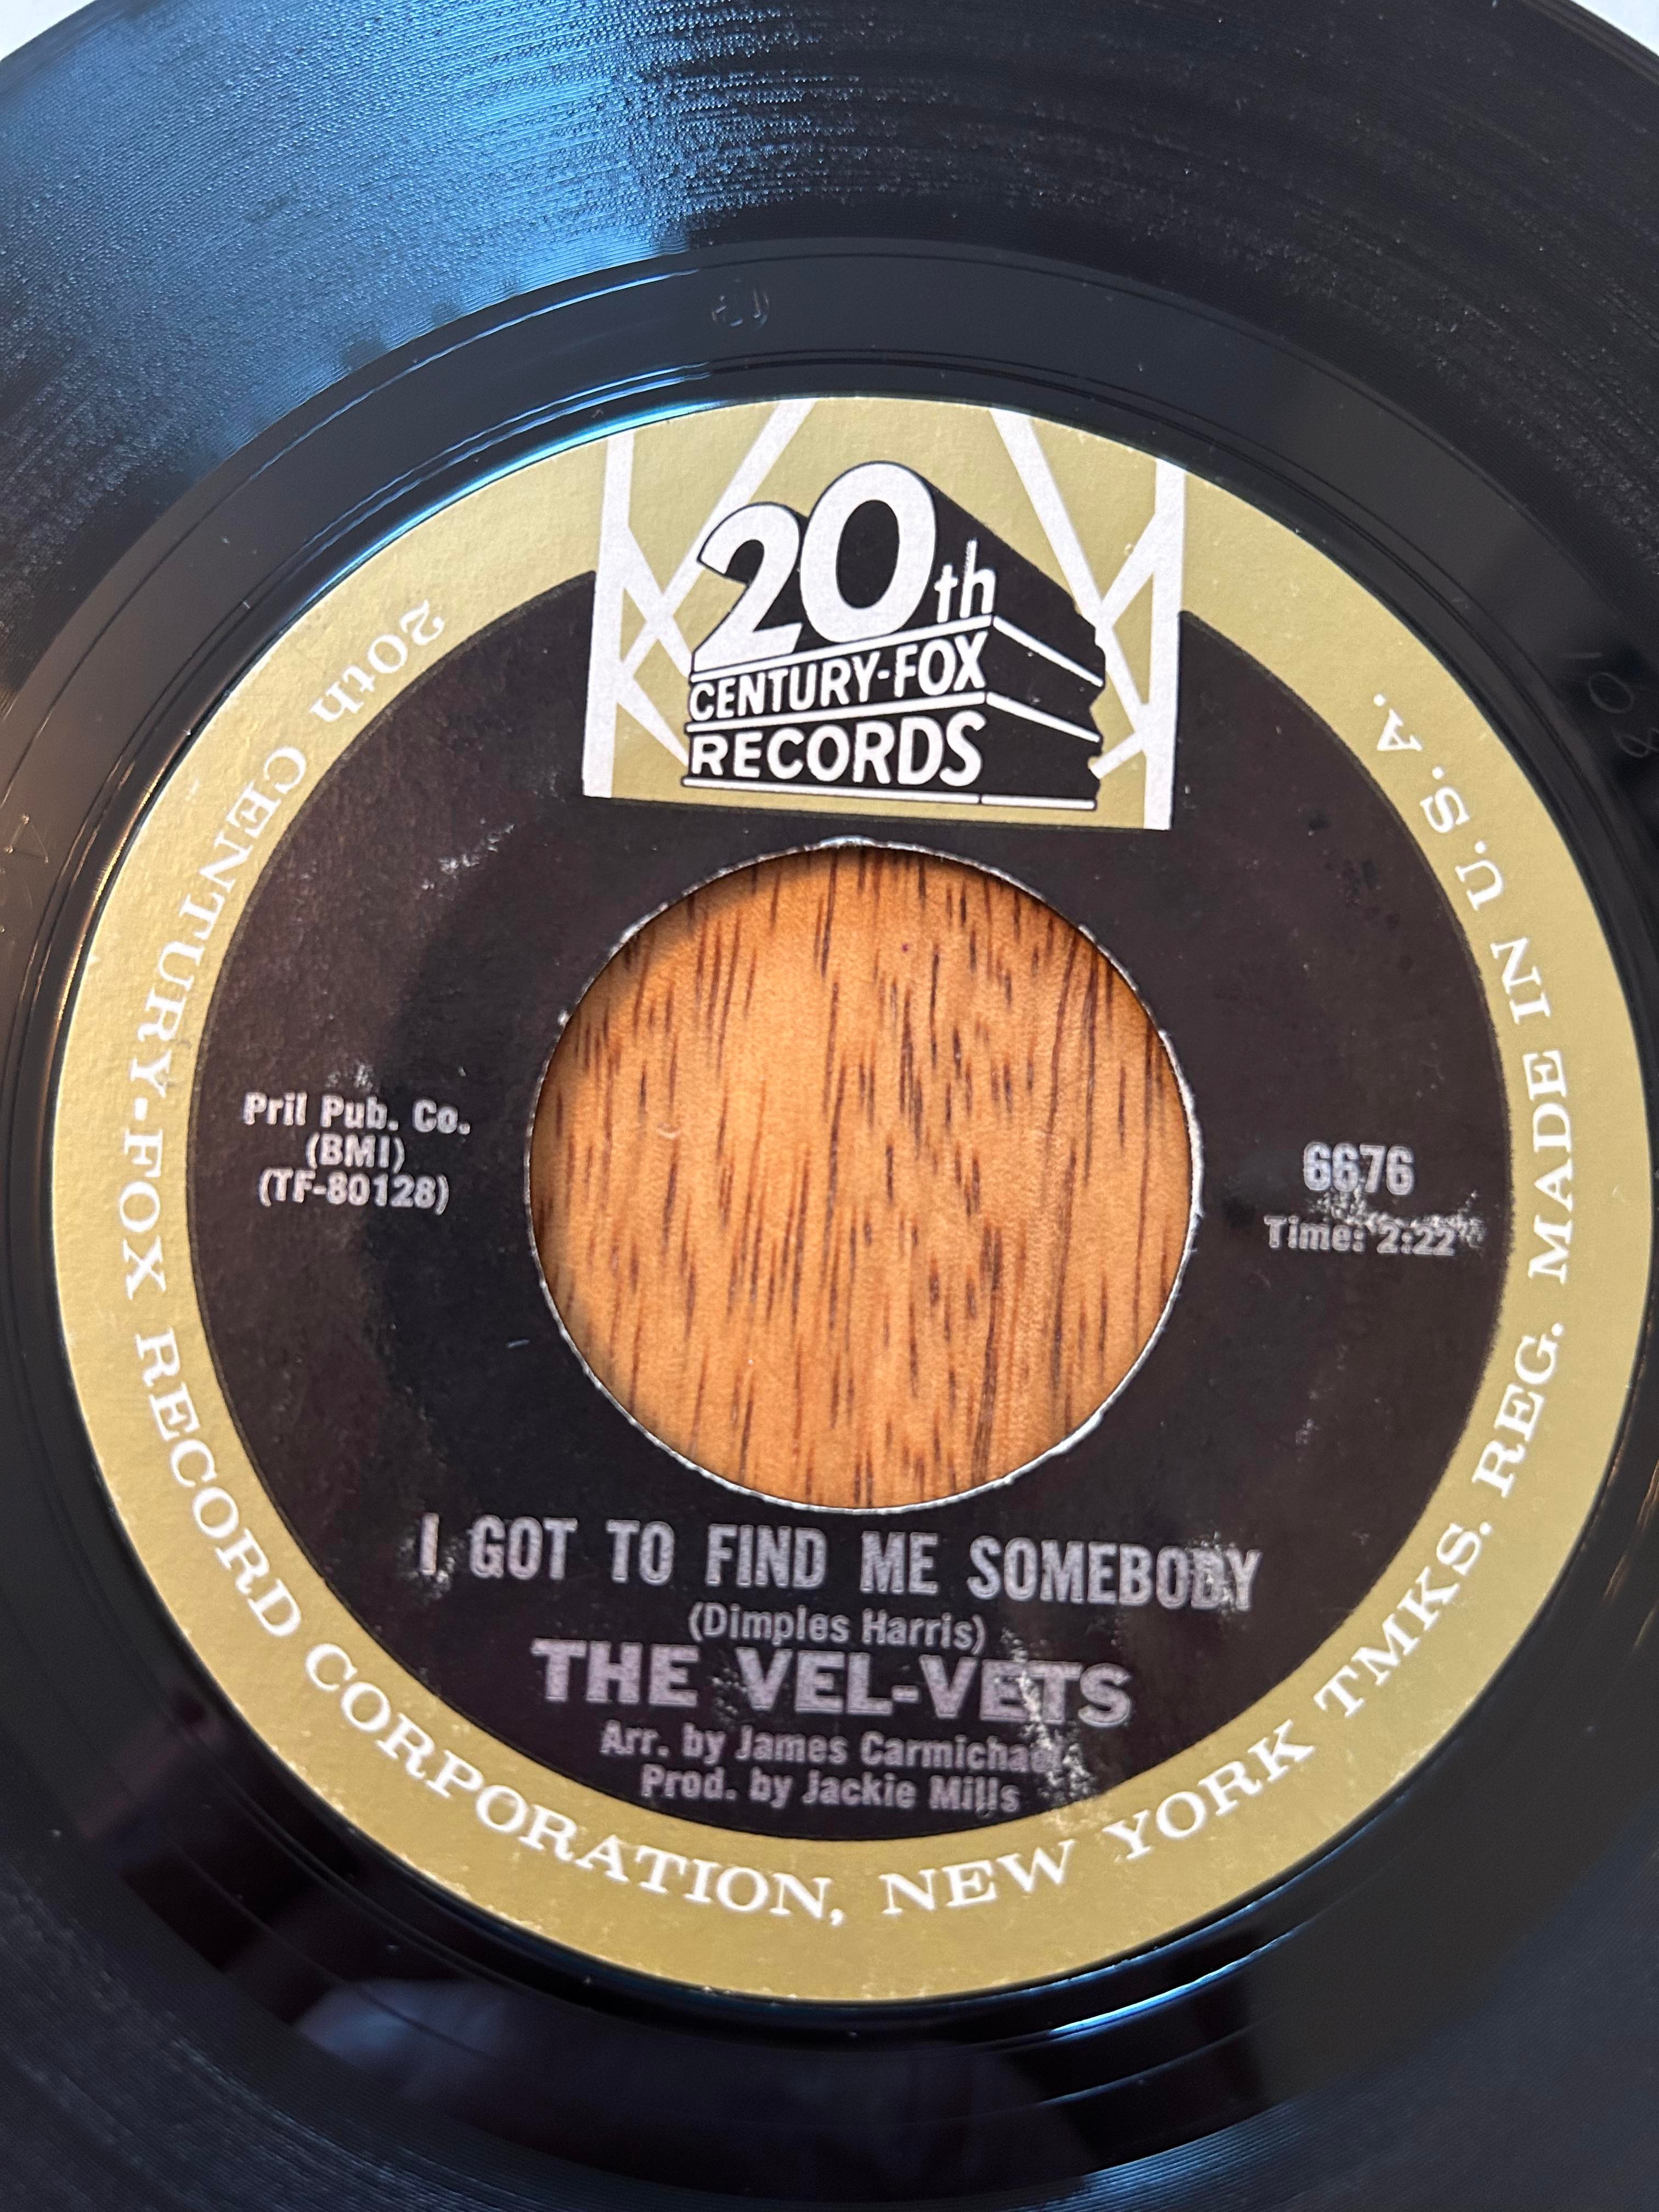 20th
CENTURY-FOX
RECORDS
Pril Pub. Co.
(BMI)
(TF-80128)
6676
Time: 2:22
I GOT TO FIND ME SOMEBODY
(Dimples Harris)
THE VEL-VETS
Arr. by James Carmichael
Prod. by Jackie Mills
20th CENTURY-FOX RECORD CORPORATION, NEW YORK TMKS. REG. MADE IN U.S.A.